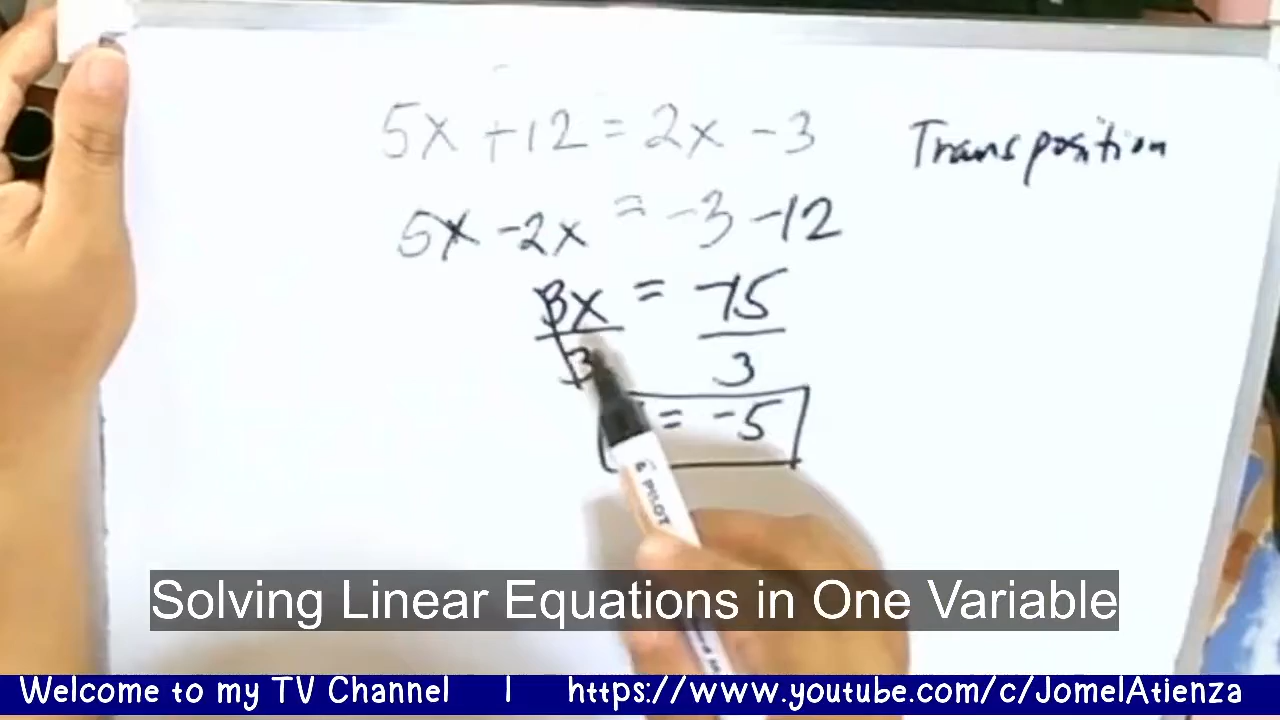 5x + 12 = 2x - 3
Transposition
5x - 2x = -3 - 12
3x = -15
3 3
= -5
PILOT
Solving Linear Equations in One Variable
Welcome to my TV Channel | https://www.youtube.com/c/JomelAtienza